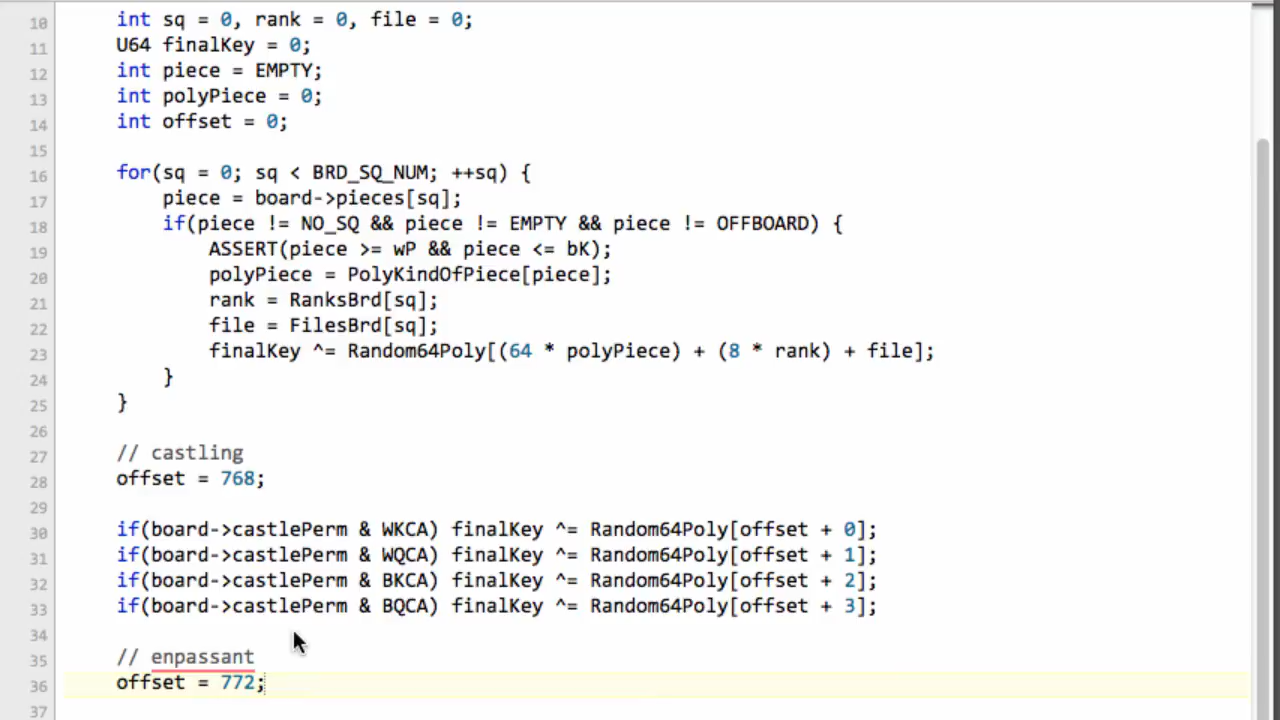 10 int sq = 0, rank = 0, file = 0;
11 U64 finalKey = 0;
12 int piece = EMPTY;
13 int polyPiece = 0;
14 int offset = 0;
15
16 for(sq = 0; sq < BRD_SQ_NUM; ++sq) {
17 piece = board->pieces[sq];
18 if(piece != NO_SQ && piece != EMPTY && piece != OFFBOARD) {
19 ASSERT(piece >= wP && piece <= bK);
20 polyPiece = PolyKindOfPiece[piece];
21 rank = RanksBrd[sq];
22 file = FilesBrd[sq];
23 finalKey ^= Random64Poly[(64 * polyPiece) + (8 * rank) + file];
24 }
25 }
26
27 // castling
28 offset = 768;
29
30 if(board->castlePerm & WKCA) finalKey ^= Random64Poly[offset + 0];
31 if(board->castlePerm & WQCA) finalKey ^= Random64Poly[offset + 1];
32 if(board->castlePerm & BKCA) finalKey ^= Random64Poly[offset + 2];
33 if(board->castlePerm & BQCA) finalKey ^= Random64Poly[offset + 3];
34
35 // enpassant
36 offset = 772;
37